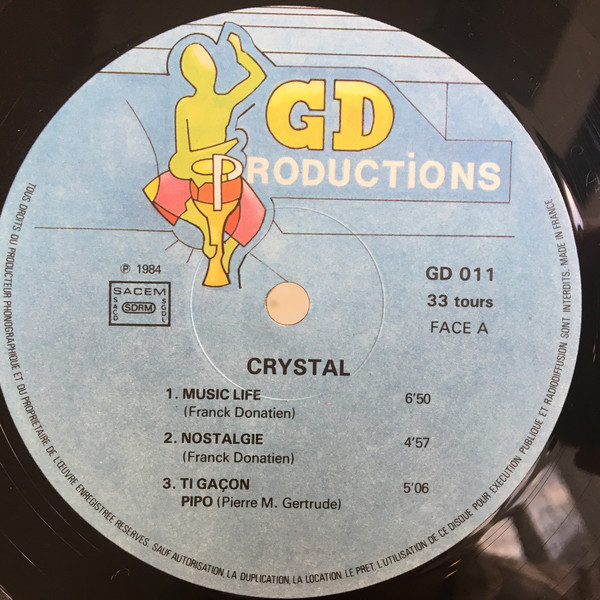 GD
PRODUCTiONS
℗ 1984
SACEM
SACD
SDRM
SGDL
GD 011
33 tours
FACE A
CRYSTAL
1. MUSIC LIFE 6'50
(Franck Donatien)
2. NOSTALGIE 4'57
(Franck Donatien)
3. TI GAÇON 5'06
PIPO (Pierre M. Gertrude)
TOUS DROITS DU PRODUCTEUR PHONOGRAPHIQUE ET DU PROPRIETAIRE DE L'ŒUVRE ENREGISTREE RESERVES. SAUF AUTORISATION, LA DUPLICATION, LA LOCATION, LE PRET, L'UTILISATION DE CE DISQUE POUR EXECUTION PUBLIQUE ET RADIODIFFUSION SONT INTERDITS. MADE IN FRANCE.